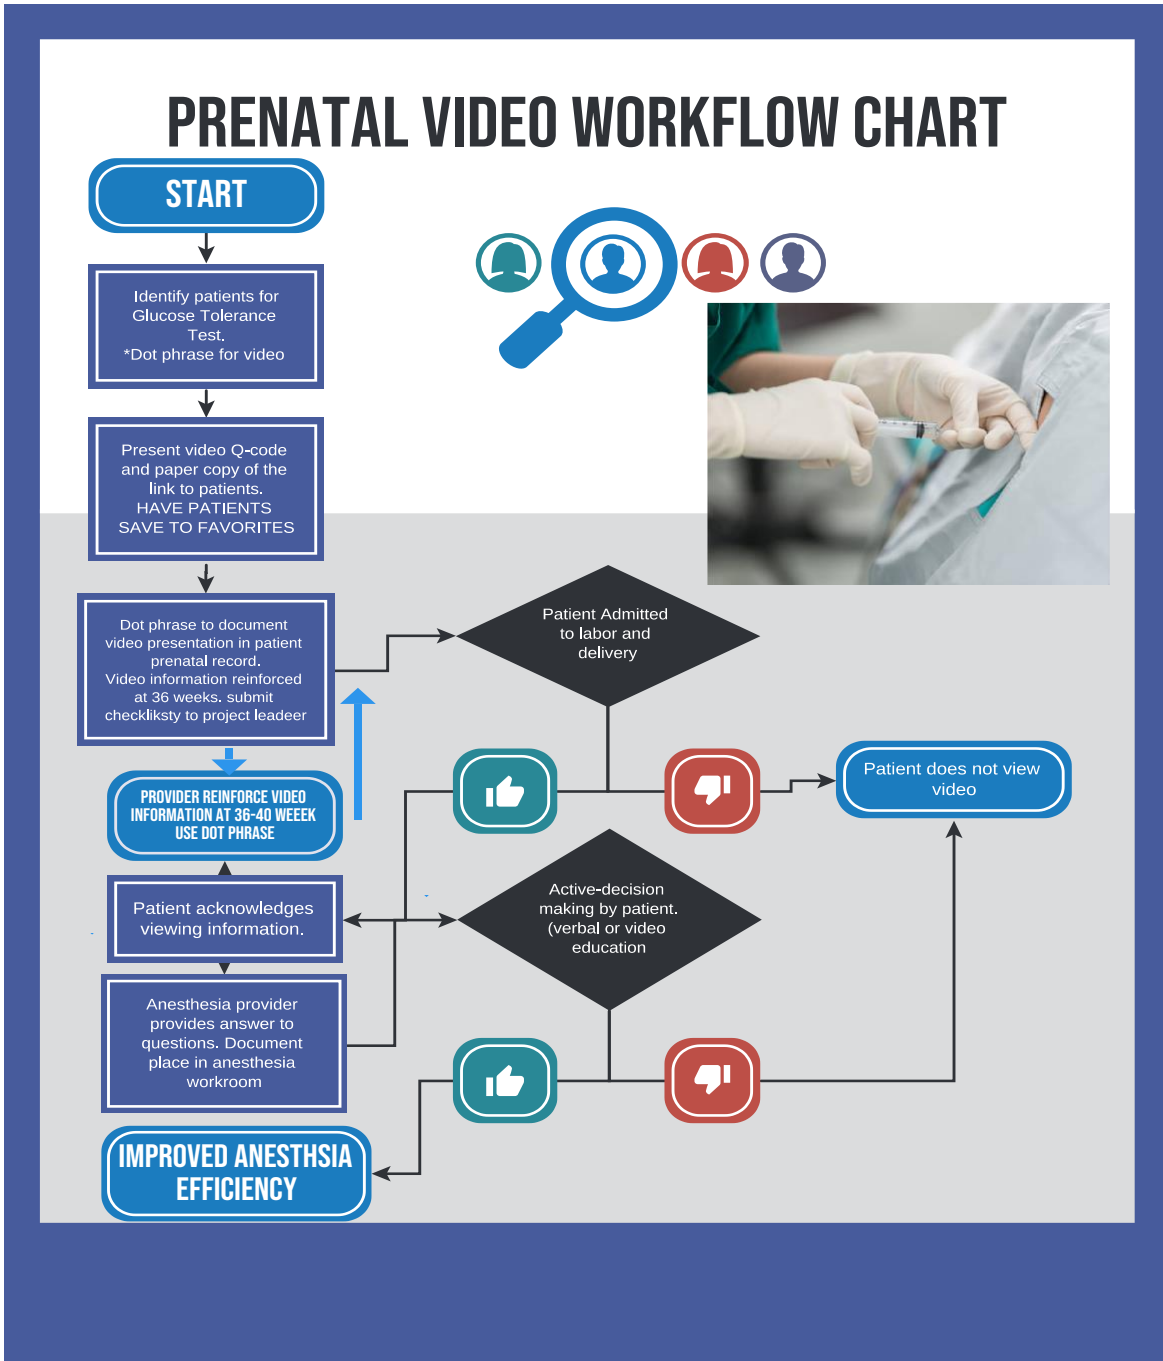 PRENATAL VIDEO WORKFLOW CHART
START
Identify patients for
Glucose Tolerance
Test.
*Dot phrase for video
Present video Q-code
and paper copy of the
link to patients.
HAVE PATIENTS
SAVE TO FAVORITES
Dot phrase to document
video presentation in patient
prenatal record.
Video information reinforced
at 36 weeks. submit
checkliksty to project leadeer
Patient Admitted
to labor and
delivery
PROVIDER REINFORCE VIDEO
INFORMATION AT 36-40 WEEK
USE DOT PHRASE
Patient does not view
video
Patient acknowledges
viewing information.
Active-decision
making by patient.
(verbal or video
education
Anesthesia provider
provides answer to
questions. Document
place in anesthesia
workroom
IMPROVED ANESTHSIA
EFFICIENCY